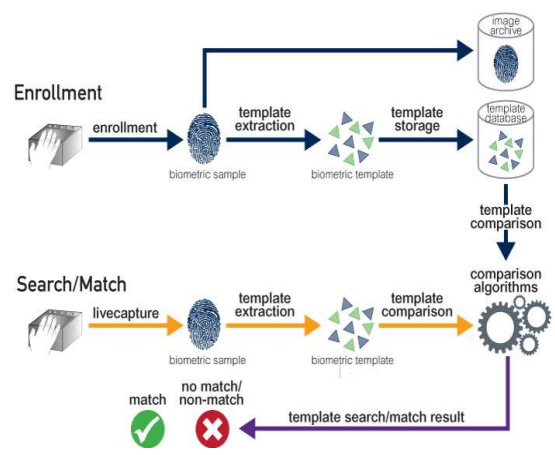 image
archive
Enrollment
enrollment
template
extraction
template
storage
template
database
biometric sample
biometric template
template
comparison
Search/Match
comparison
algorithms
livecapture
template
extraction
template
comparison
biometric sample
biometric template
match
no match/
non-match
template search/match result